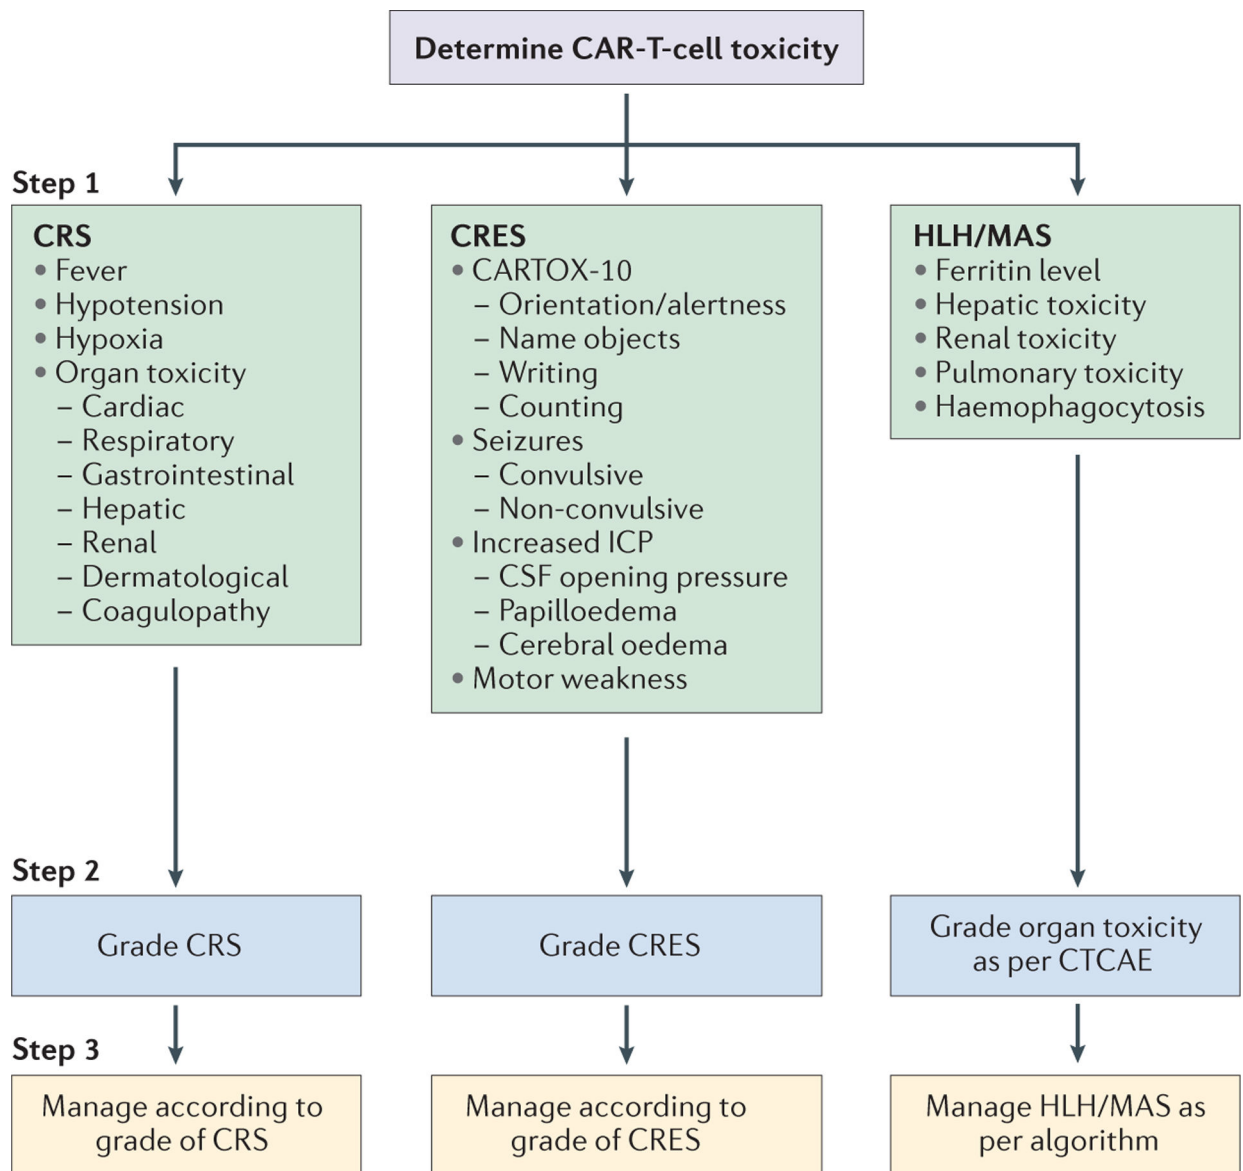 Determine CAR-T-cell toxicity
Step 1
CRS
• Fever
• Hypotension
• Hypoxia
• Organ toxicity
– Cardiac
– Respiratory
– Gastrointestinal
– Hepatic
– Renal
– Dermatological
– Coagulopathy
CRES
• CARTOX-10
– Orientation/alertness
– Name objects
– Writing
– Counting
• Seizures
– Convulsive
– Non-convulsive
• Increased ICP
– CSF opening pressure
– Papilloedema
– Cerebral oedema
• Motor weakness
HLH/MAS
• Ferritin level
• Hepatic toxicity
• Renal toxicity
• Pulmonary toxicity
• Haemophagocytosis
Step 2
Grade CRS
Grade CRES
Grade organ toxicity
as per CTCAE
Step 3
Manage according to
grade of CRS
Manage according to
grade of CRES
Manage HLH/MAS as
per algorithm